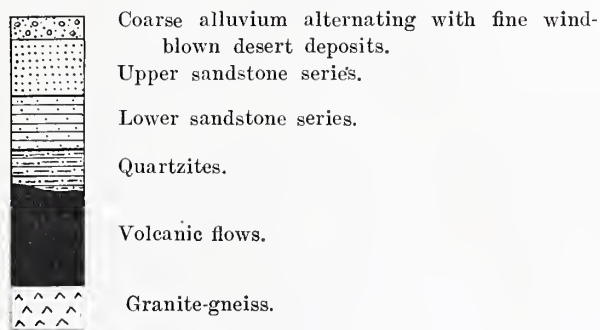 Coarse alluvium alternating with fine wind-
blown desert deposits.
Upper sandstone series.
Lower sandstone series.
Quartzites.
Volcanic flows.
Granite-gneiss.